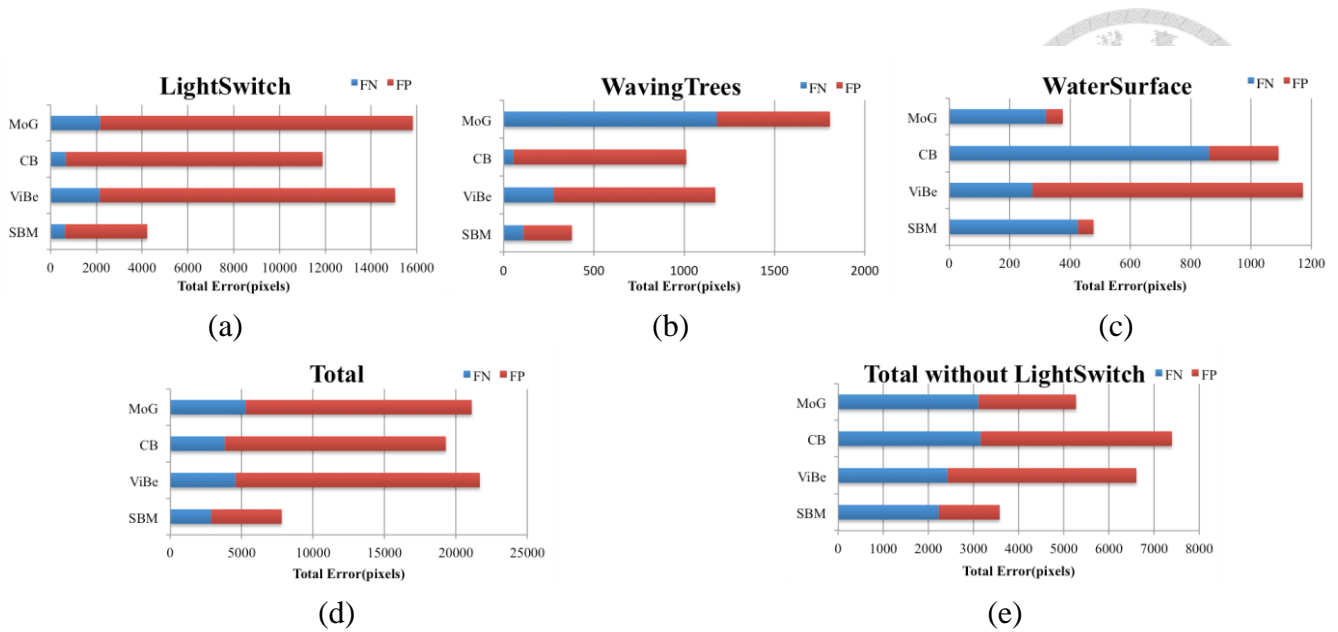 LightSwitch
FN FP
MoG
CB
ViBe
SBM
0 2000 4000 6000 8000 10000 12000 14000 16000
Total Error(pixels)
(a)
WavingTrees
FN FP
MoG
CB
ViBe
SBM
0 500 1000 1500 2000
Total Error(pixels)
(b)
WaterSurface
FN FP
MoG
CB
ViBe
SBM
0 200 400 600 800 1000 1200
Total Error(pixels)
(c)
Total
FN FP
MoG
CB
ViBe
SBM
0 5000 10000 15000 20000 25000
Total Error(pixels)
(d)
Total without LightSwitch
FN FP
MoG
CB
ViBe
SBM
0 1000 2000 3000 4000 5000 6000 7000 8000
Total Error(pixels)
(e)